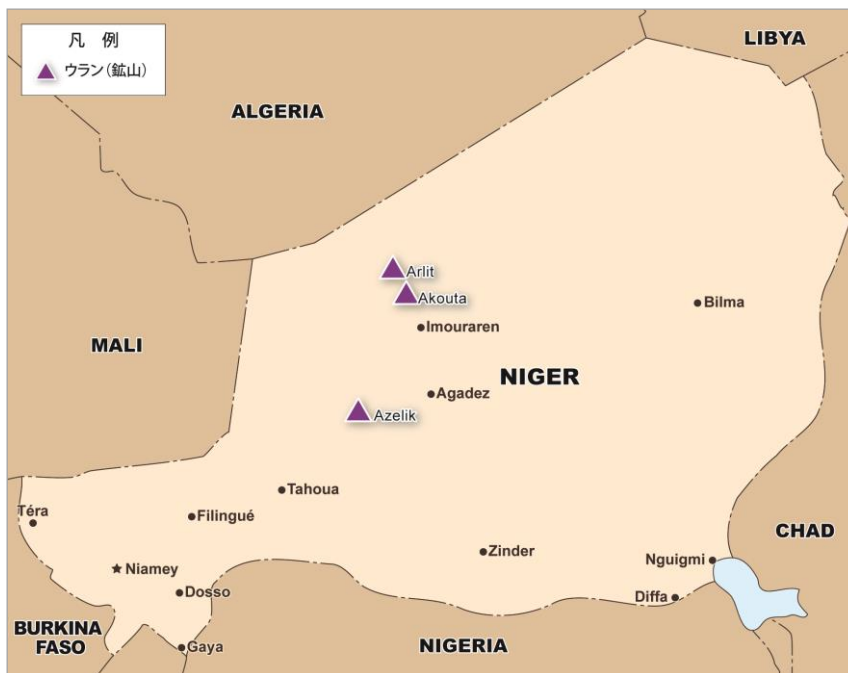 凡 例
ウラン(鉱山)
LIBYA
ALGERIA
Arlit
Akouta
Bilma
Imouraren
MALI
NIGER
Agadez
Azelik
Tahoua
Téra
Filingué
CHAD
Zinder
Nguigmi
Niamey
Dosso
Diffa
BURKINA
FASO
Gaya
NIGERIA